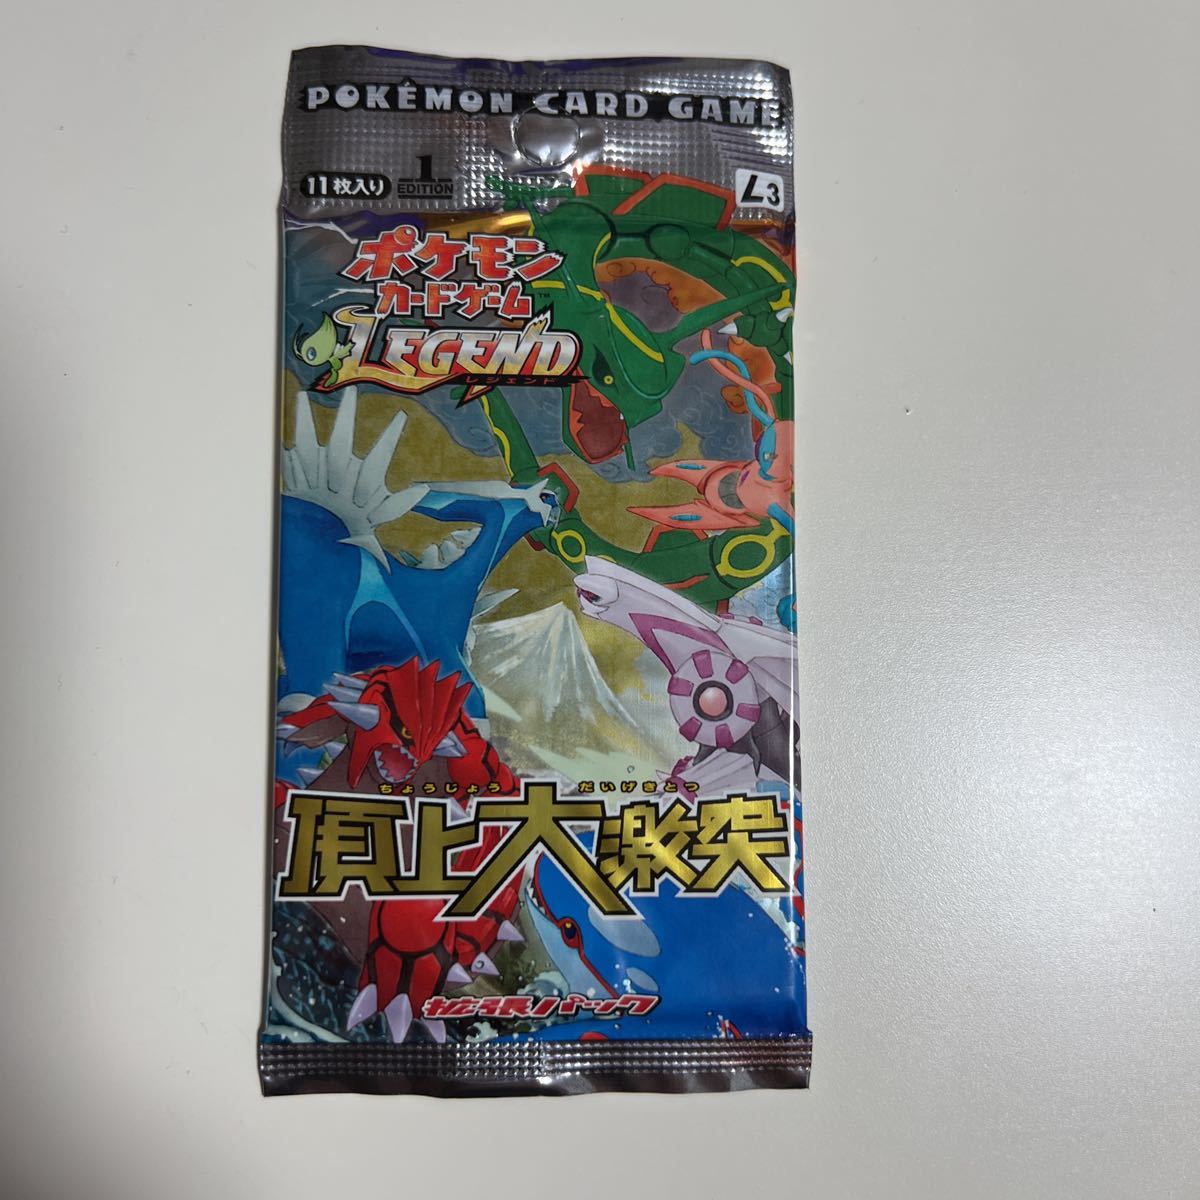 POKÉMON CARD GAME
11枚入り
1
EDITION
L3
ポケモン
カードゲーム™
LEGEND
レジェンド
ちょうじょう だいげきとつ
頂上大激突
拡張パック